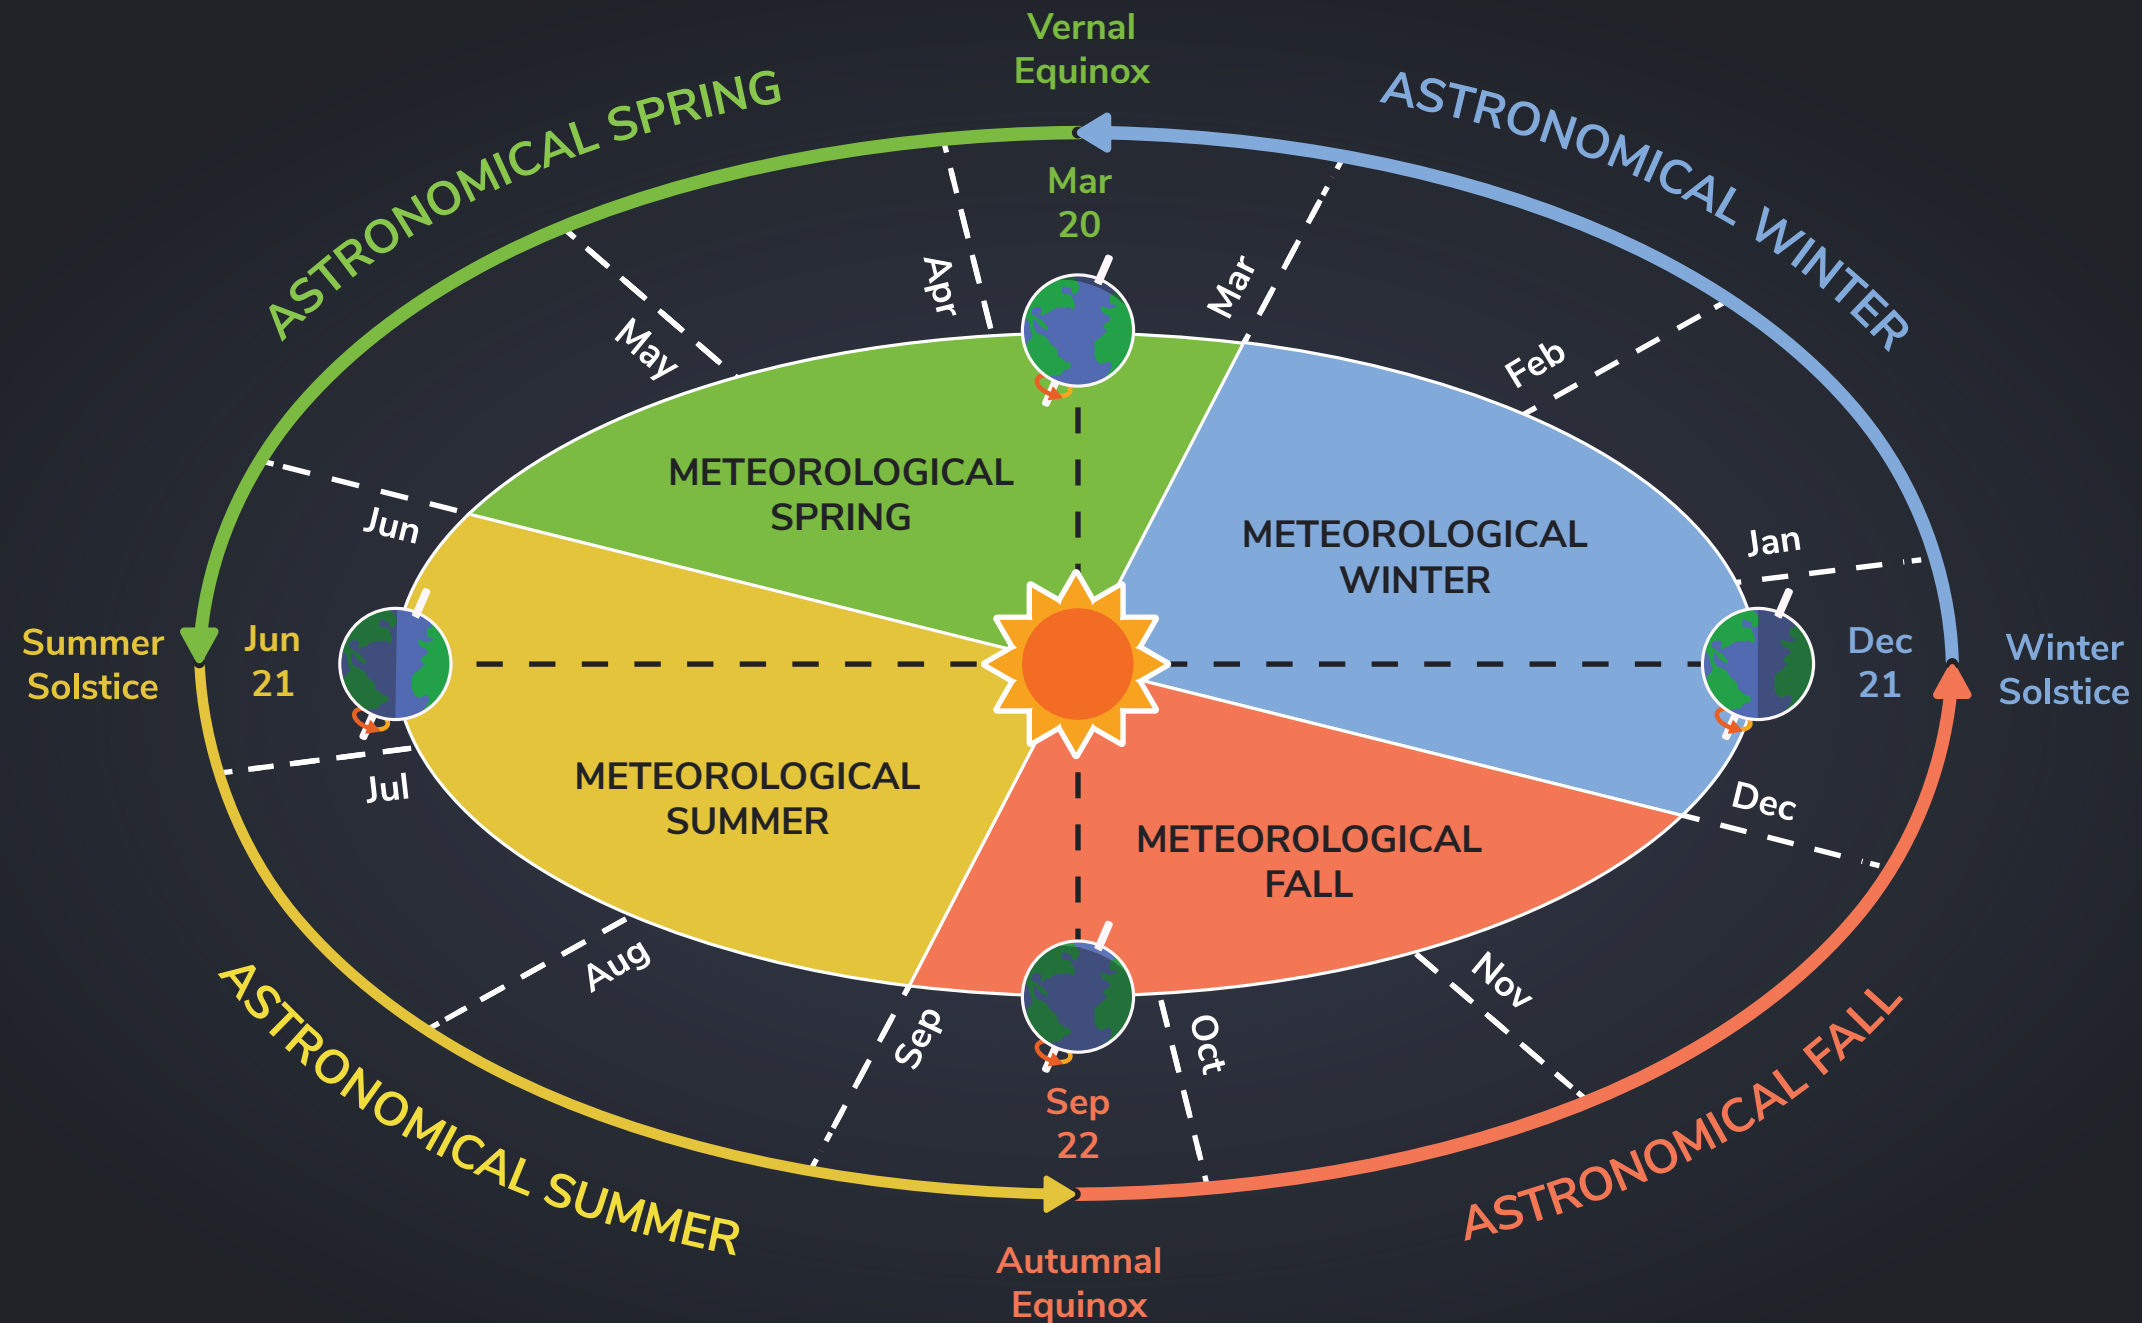 Vernal
Equinox
ASTRONOMICAL SPRING
ASTRONOMICAL WINTER
Mar
20
Apr
Mar
May
Feb
METEOROLOGICAL
SPRING
Jun
METEOROLOGICAL
WINTER
Jan
Summer
Solstice
Jun
21
Dec
21
Winter
Solstice
Jul
METEOROLOGICAL
SUMMER
METEOROLOGICAL
FALL
Dec
Aug
Sep
Oct
Nov
Sep
22
ASTRONOMICAL SUMMER
ASTRONOMICAL FALL
Autumnal
Equinox